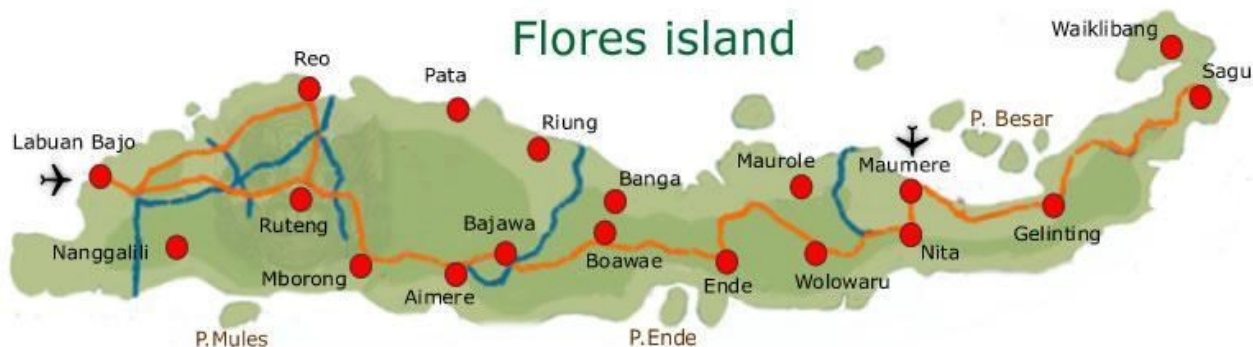 Flores island
Waiklibang
Sagu
Reo
Pata
Riung
P. Besar
Labuan Bajo
Maurole
Maumere
Banga
Ruteng
Bajawa
Nanggalili
Mborong
Aimere
Boawae
Ende
Wolowaru
Nita
Gelinting
P.Mules
P.Ende